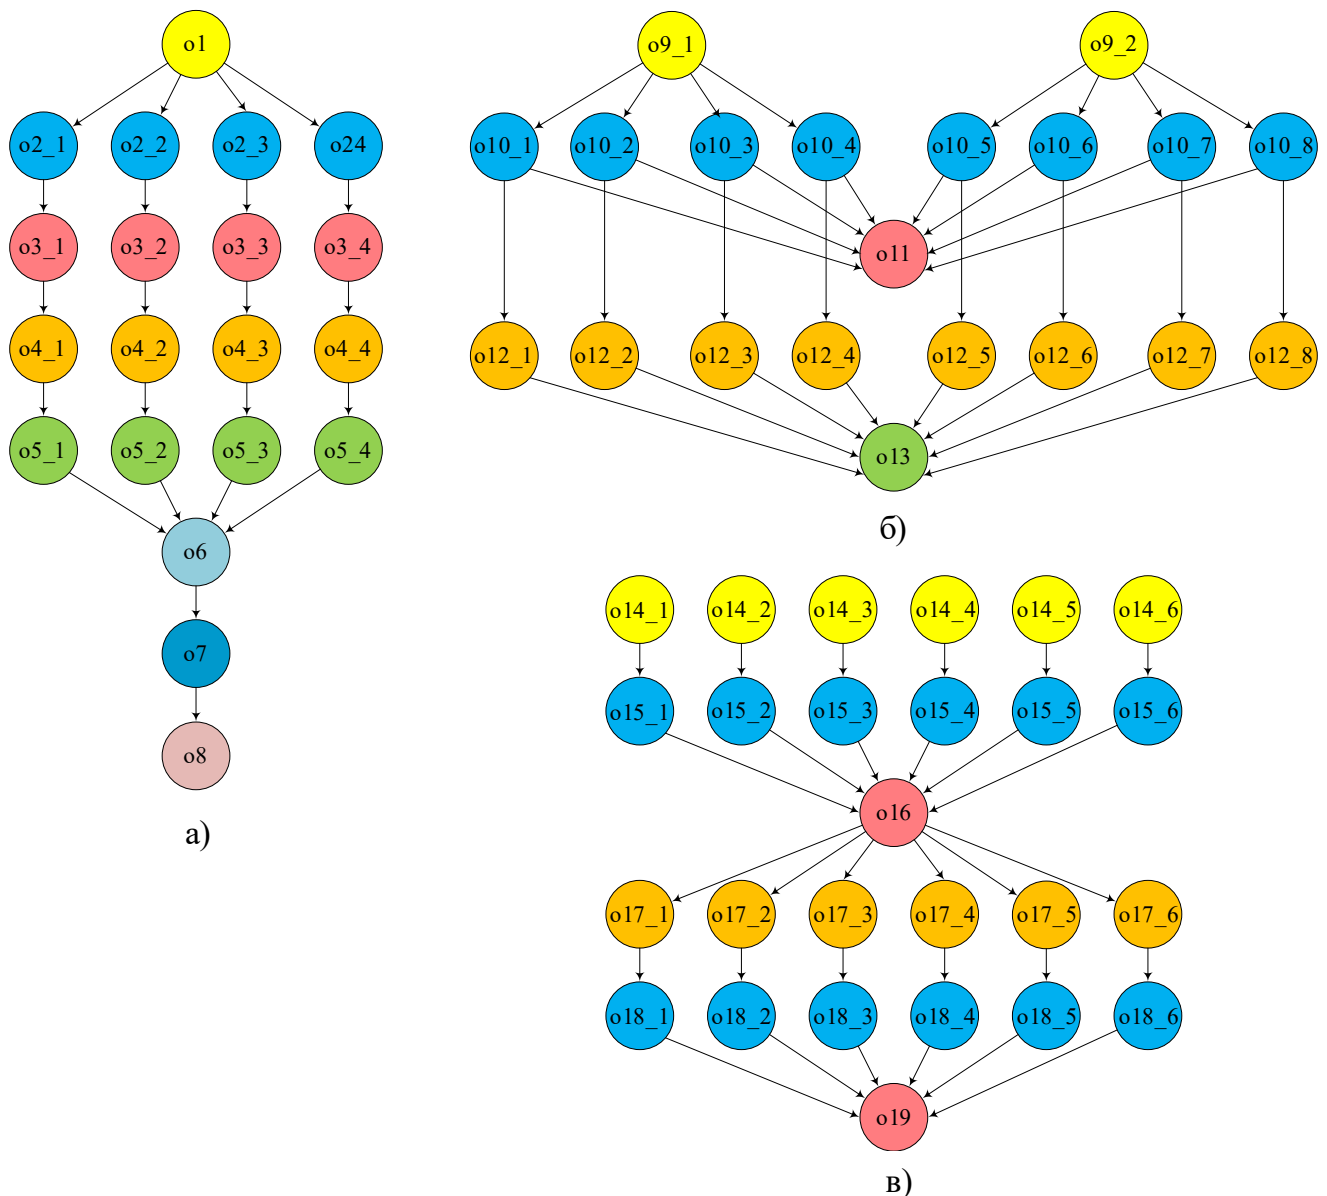 o1
o2_1 o2_2 o2_3 o24
o3_1 o3_2 o3_3 o3_4
o4_1 o4_2 o4_3 o4_4
o5_1 o5_2 o5_3 o5_4
o6
o7
o8
а)
o9_1 o9_2
o10_1 o10_2 o10_3 o10_4 o10_5 o10_6 o10_7 o10_8
o11
o12_1 o12_2 o12_3 o12_4 o12_5 o12_6 o12_7 o12_8
o13
б)
o14_1 o14_2 o14_3 o14_4 o14_5 o14_6
o15_1 o15_2 o15_3 o15_4 o15_5 o15_6
o16
o17_1 o17_2 o17_3 o17_4 o17_5 o17_6
o18_1 o18_2 o18_3 o18_4 o18_5 o18_6
o19
в)